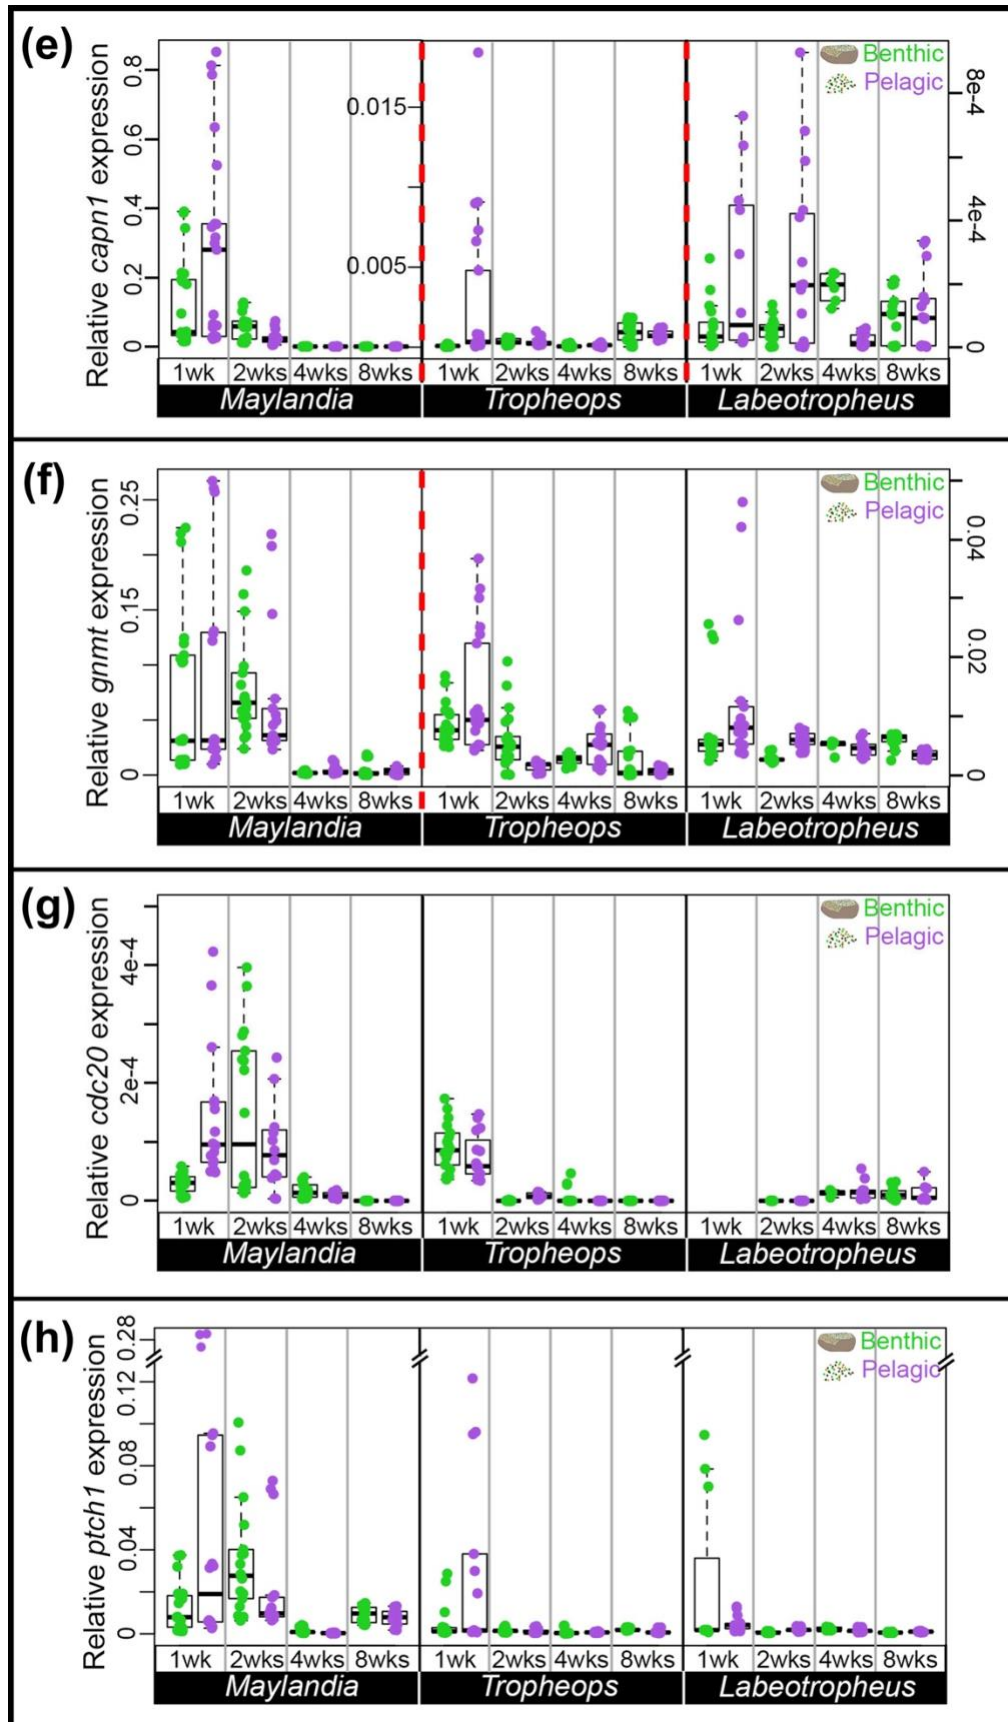 (e)
Relative capn1 expression
0.8
0.6
0.4
0.2
0
0.015
0.005
Benthic
Pelagic
8e-4
4e-4
0
1wk 2wks 4wks 8wks 1wk 2wks 4wks 8wks 1wk 2wks 4wks 8wks
Maylandia Tropheops Labeotropheus
(f)
Relative gnmt expression
0.25
0.15
0
Benthic
Pelagic
0.04
0.02
0
1wk 2wks 4wks 8wks 1wk 2wks 4wks 8wks 1wk 2wks 4wks 8wks
Maylandia Tropheops Labeotropheus
(g)
Relative cdc20 expression
4e-4
2e-4
0
Benthic
Pelagic
1wk 2wks 4wks 8wks 1wk 2wks 4wks 8wks 1wk 2wks 4wks 8wks
Maylandia Tropheops Labeotropheus
(h)
Relative ptch1 expression
0.28
0.12
0.08
0.04
0
Benthic
Pelagic
1wk 2wks 4wks 8wks 1wk 2wks 4wks 8wks 1wk 2wks 4wks 8wks
Maylandia Tropheops Labeotropheus